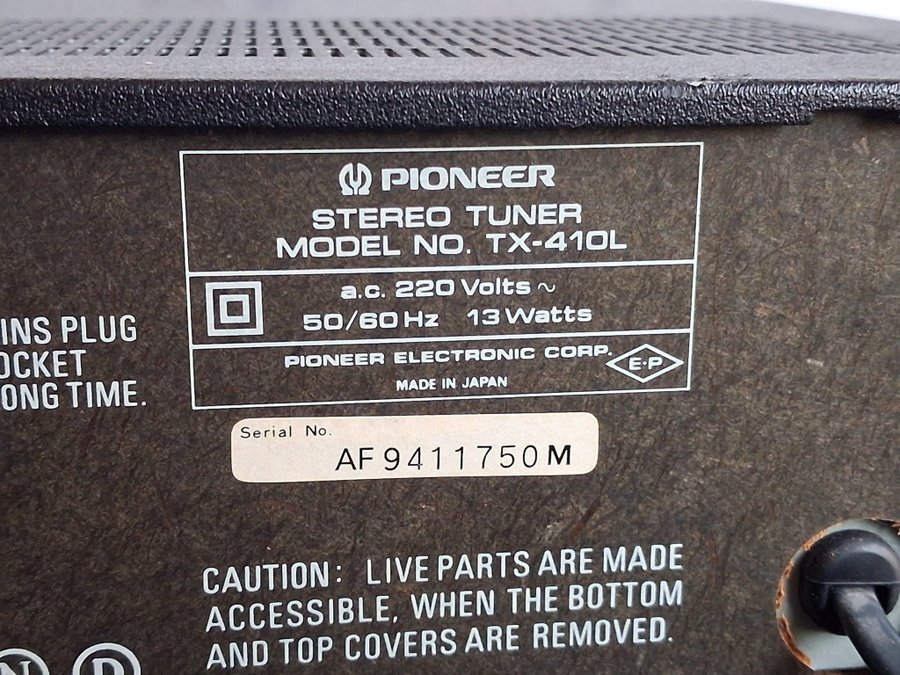 PIONEER
STEREO TUNER
MODEL NO. TX-410L
a.c. 220 Volts ~
50/60 Hz 13 Watts
PIONEER ELECTRONIC CORP.
E·P
MADE IN JAPAN
INS PLUG
OCKET
ONG TIME.
Serial No.
AF9411750M
CAUTION: LIVE PARTS ARE MADE
ACCESSIBLE, WHEN THE BOTTOM
AND TOP COVERS ARE REMOVED.
N D